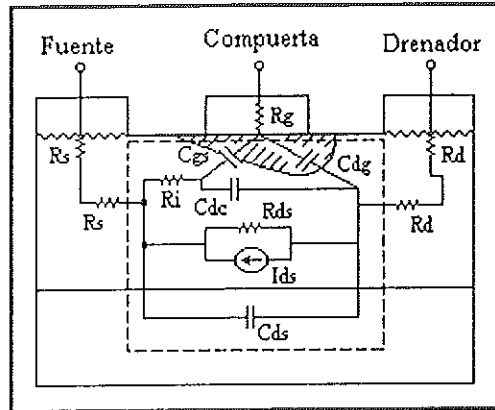 Fuente Compuerta Drenador
Rg
Rs Cgs Cdg Rd
Ri
Cdc
Rs Rds Rd
Ids
Cds